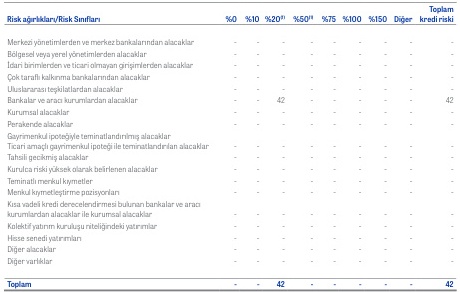 Toplam
Risk ağırlıkları/Risk Sınıfları %0 %10 %20⁽¹⁾ %50⁽¹⁾ %75 %100 %150 Diğer kredi riski
Merkezi yönetimlerden ve merkez bankalarından alacaklar - - - - - - - - -
Bölgesel veya yerel yönetimlerden alacaklar - - - - - - - - -
İdari birimlerden ve ticari olmayan girişimlerden alacaklar - - - - - - - - -
Çok taraflı kalkınma bankalarından alacaklar - - - - - - - - -
Uluslararası teşkilatlardan alacaklar - - - - - - - - -
Bankalar ve aracı kurumlardan alacaklar - - 42 - - - - - 42
Kurumsal alacaklar - - - - - - - - -
Perakende alacaklar - - - - - - - - -
Gayrimenkul ipoteğiyle teminatlandırılmış alacaklar
Ticari amaçlı gayrimenkul ipoteği ile teminatlandırılan alacaklar - - - - - - - - -
Tahsili gecikmiş alacaklar - - - - - - - - -
Kurulca riski yüksek olarak belirlenen alacaklar - - - - - - - - -
Teminatlı menkul kıymetler - - - - - - - - -
Menkul kıymetleştirme pozisyonları - - - - - - - - -
Kısa vadeli kredi derecelendirmesi bulunan bankalar ve aracı
kurumlardan alacaklar ile kurumsal alacaklar - - - - - - - - -
Kolektif yatırım kuruluşu niteliğindeki yatırımlar - - - - - - - - -
Hisse senedi yatırımları - - - - - - - - -
Diğer alacaklar - - - - - - - - -
Diğer varlıklar - - - - - - - - -
Toplam - - 42 - - - - - 42